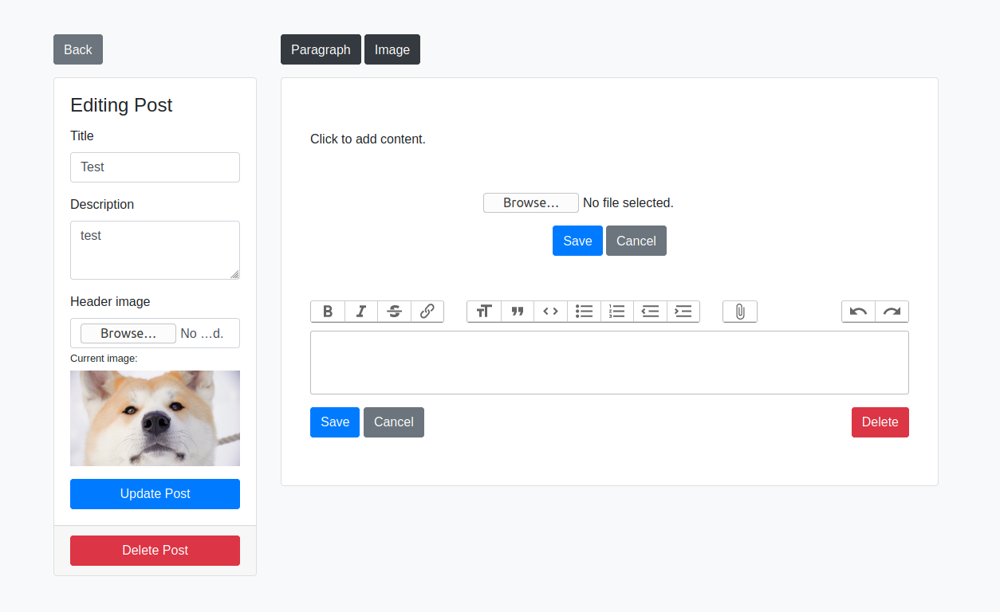 Back
Paragraph Image
Editing Post
Title
Test
Description
test
Header image
Browse... No ...d.
Current image:
Update Post
Delete Post
Click to add content.
Browse... No file selected.
Save Cancel
Save Cancel Delete